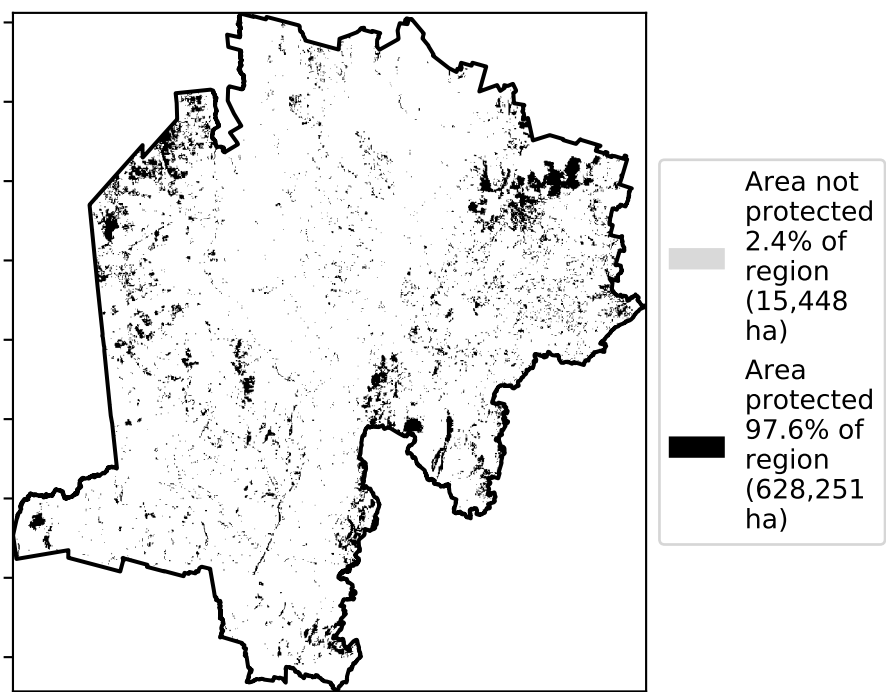 Area not
protected
2.4% of
region
(15,448
ha)
Area
protected
97.6% of
region
(628,251
ha)